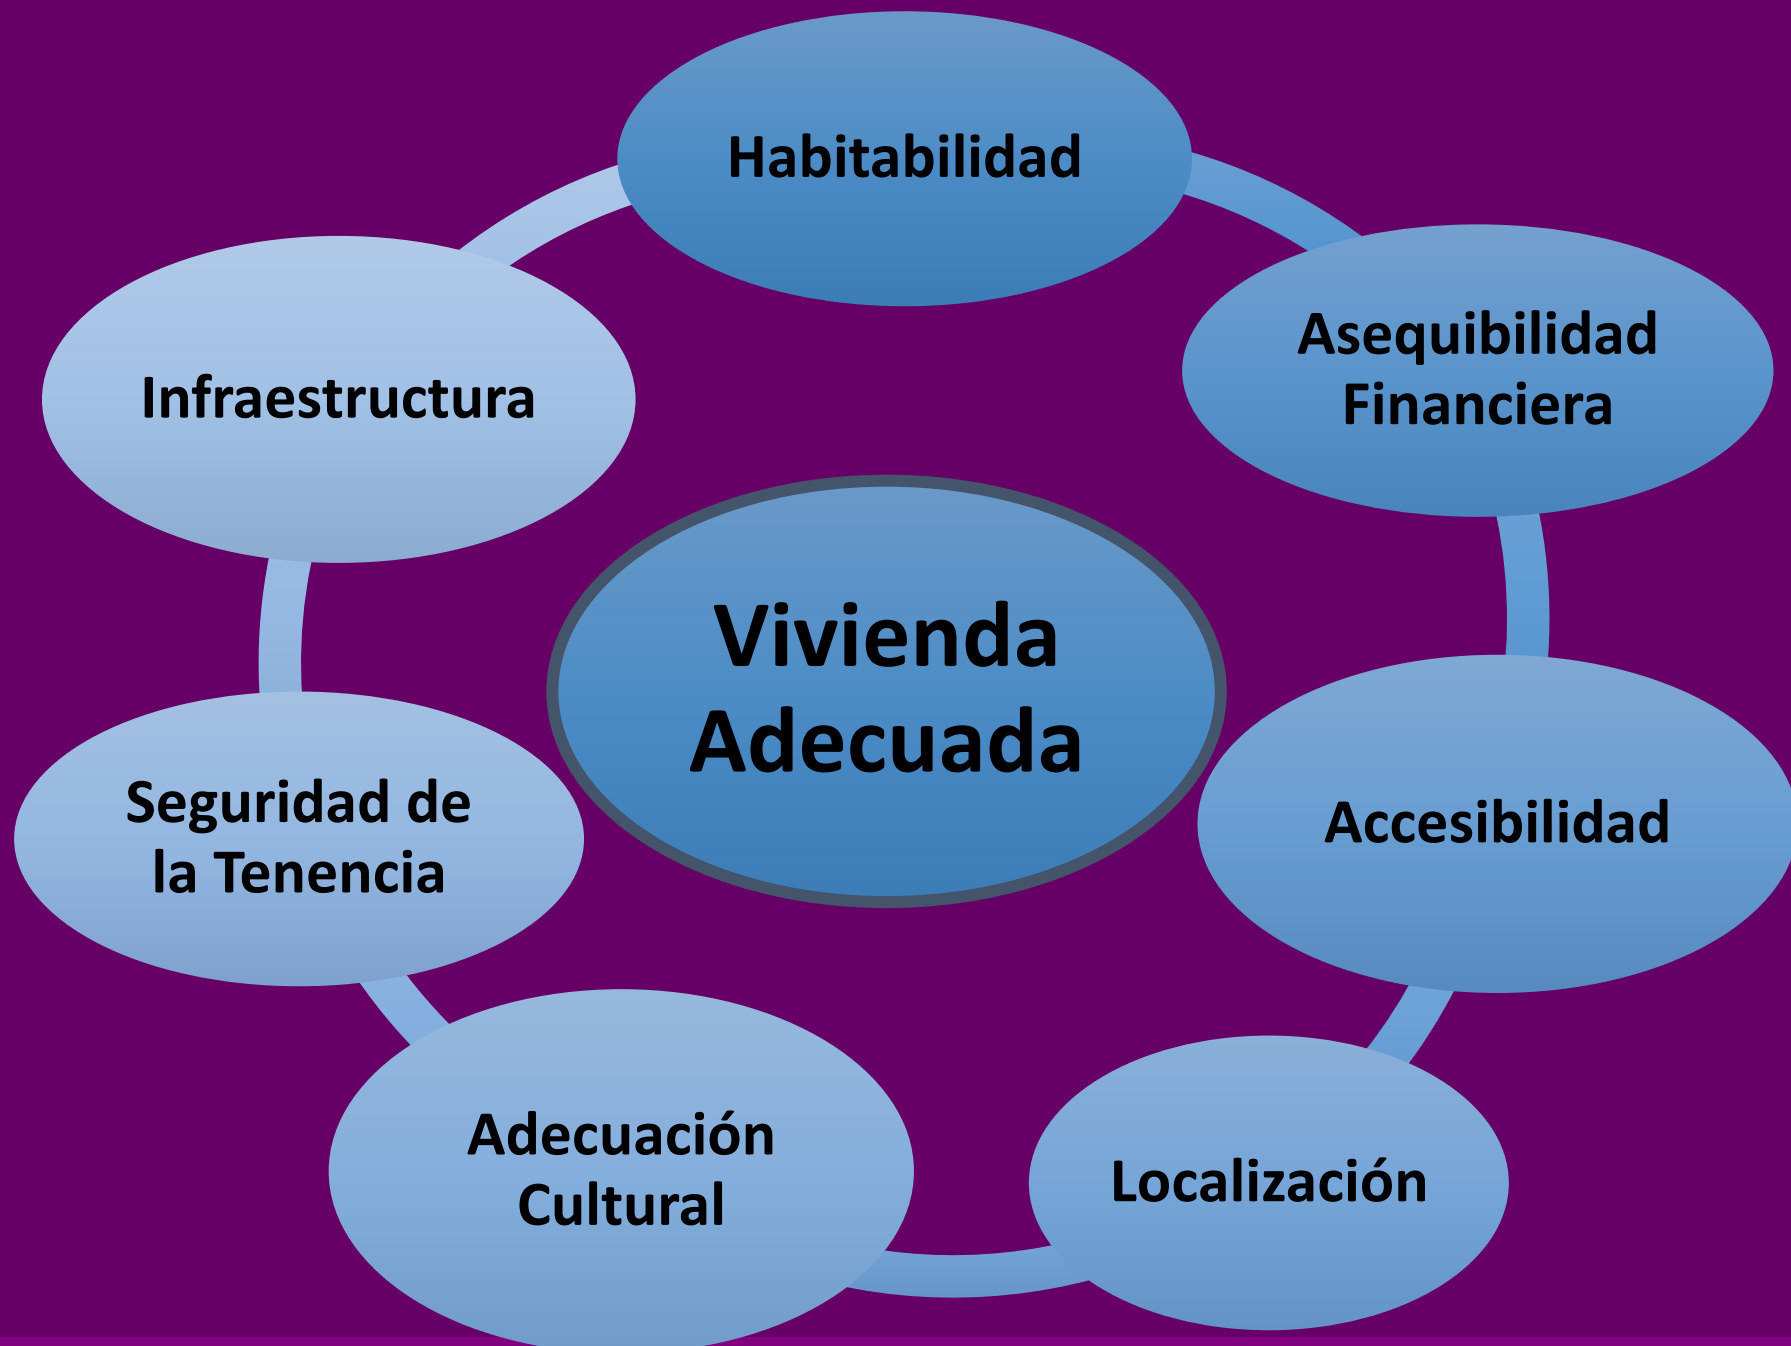 Habitabilidad
Asequibilidad
Financiera
Infraestructura
Vivienda
Adecuada
Accesibilidad
Seguridad de
la Tenencia
Adecuación
Cultural
Localización